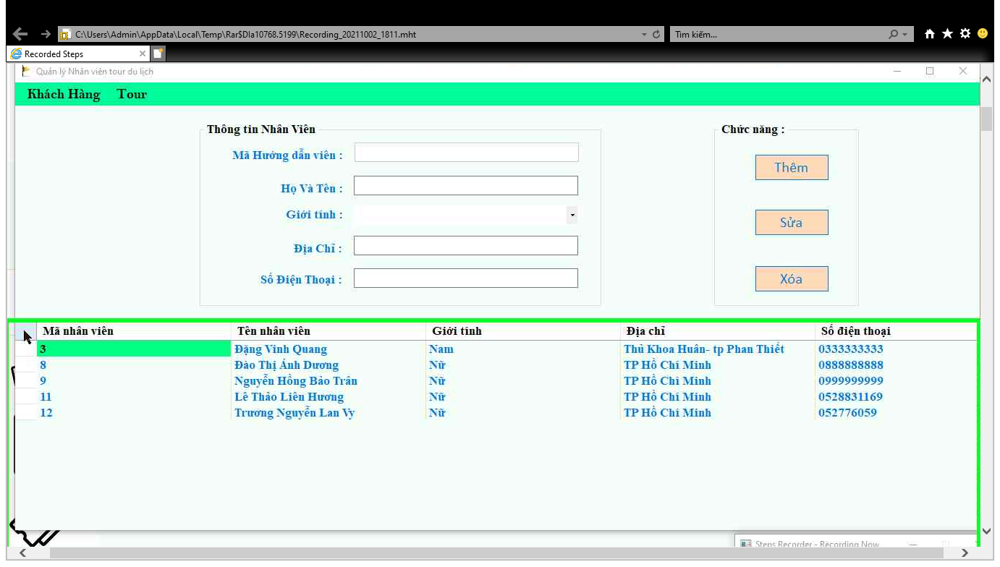 C:\Users\Admin\AppData\Local\Temp\Rar$DIa10768.5199\Recording_20211002_1811.mht
Tìm kiếm...
Recorded Steps
Quản lý Nhân viên tour du lịch
Khách Hàng Tour
Thông tin Nhân Viên
Chức năng :
Mã Hướng dẫn viên :
Thêm
Họ Và Tên :
Giới tính :
Sửa
Địa Chỉ :
Số Điện Thoại :
Xóa
Mã nhân viên Tên nhân viên Giới tính Địa chỉ Số điện thoại
3 Đặng Vinh Quang Nam Thủ Khoa Huân- tp Phan Thiết 0333333333
8 Đào Thị Ánh Dương Nữ TP Hồ Chí Minh 0888888888
9 Nguyễn Hồng Bảo Trân Nữ TP Hồ Chí Minh 0999999999
11 Lê Thảo Liên Hương Nữ TP Hồ Chí Minh 0528831169
12 Trương Nguyễn Lan Vy Nữ TP Hồ Chí Minh 052776059
Steps Recorder - Recording Now